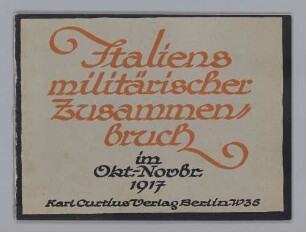 Italiens
militärischer
Zusammen=
bruch
im
Okt.-Novbr.
1917
Karl Curtius Verlag Berlin W35